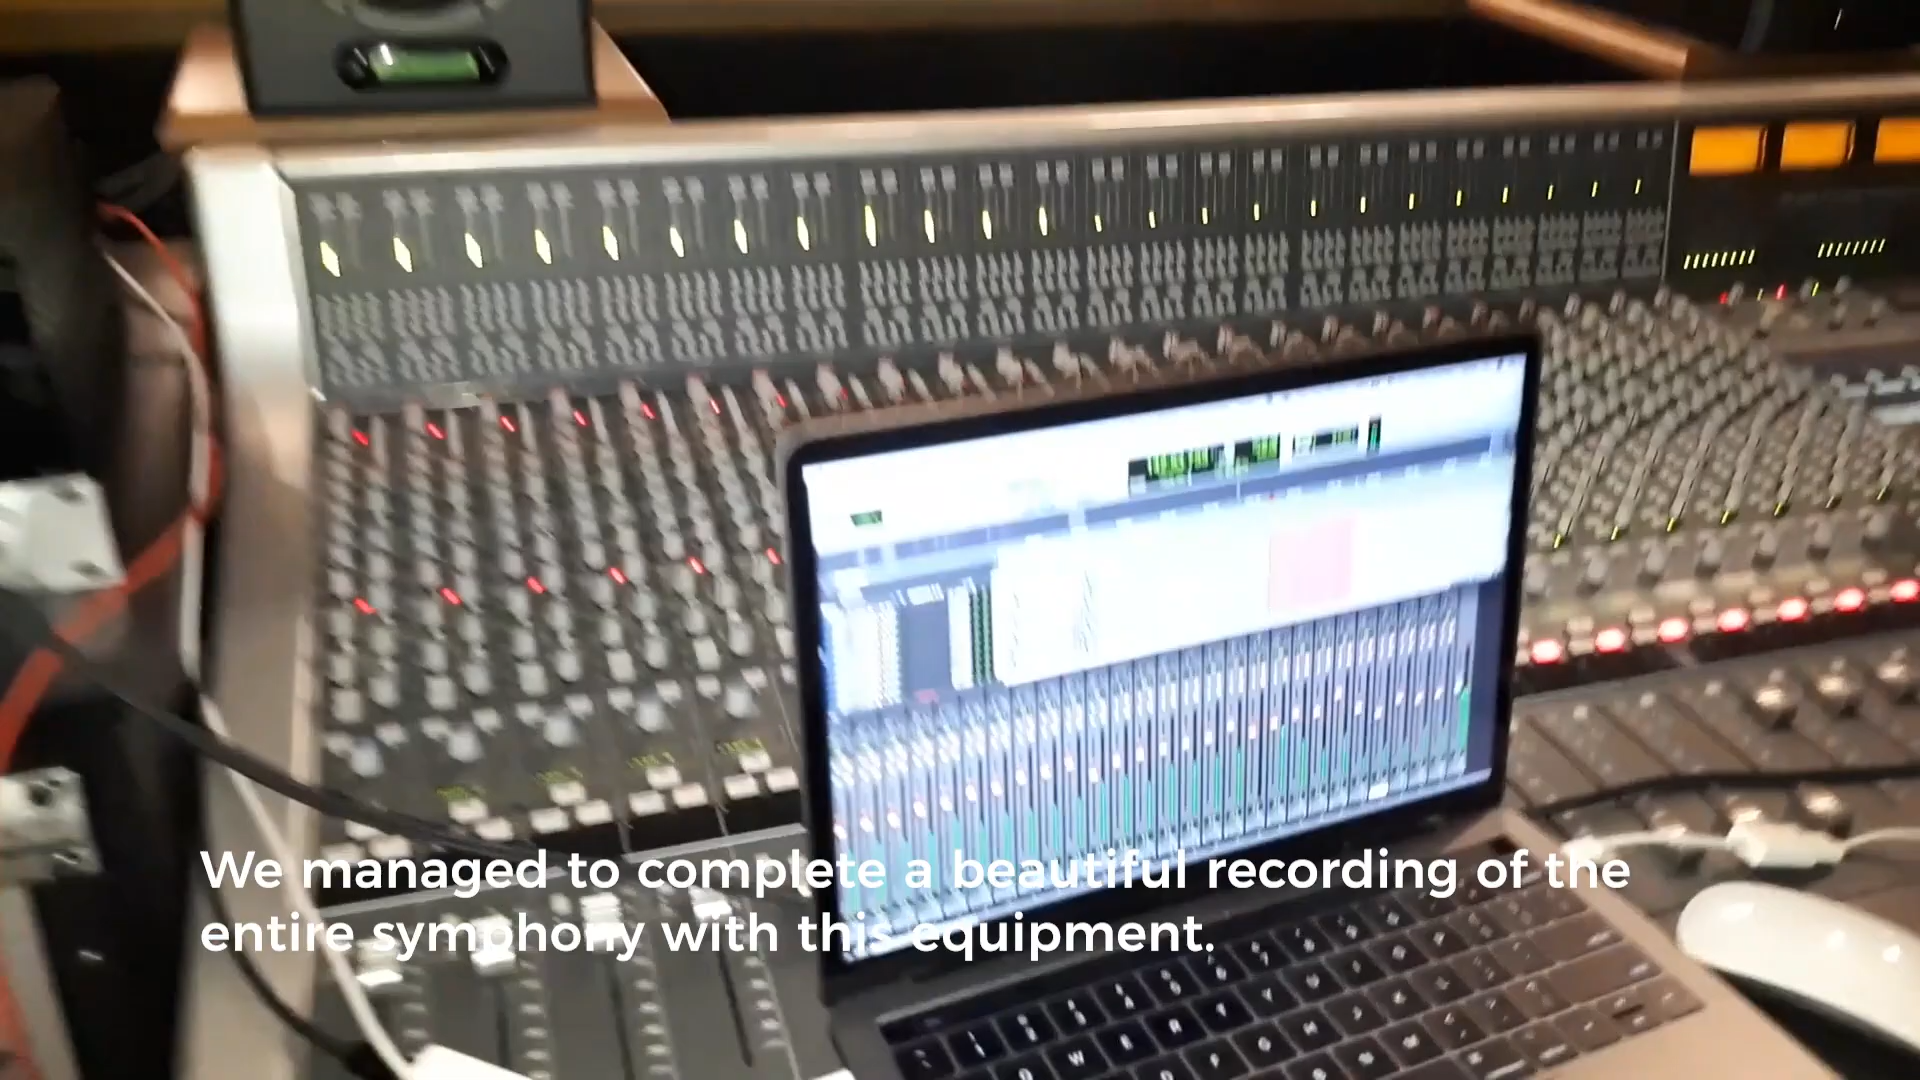 We managed to complete a beautiful recording of the
entire symphony with this equipment.